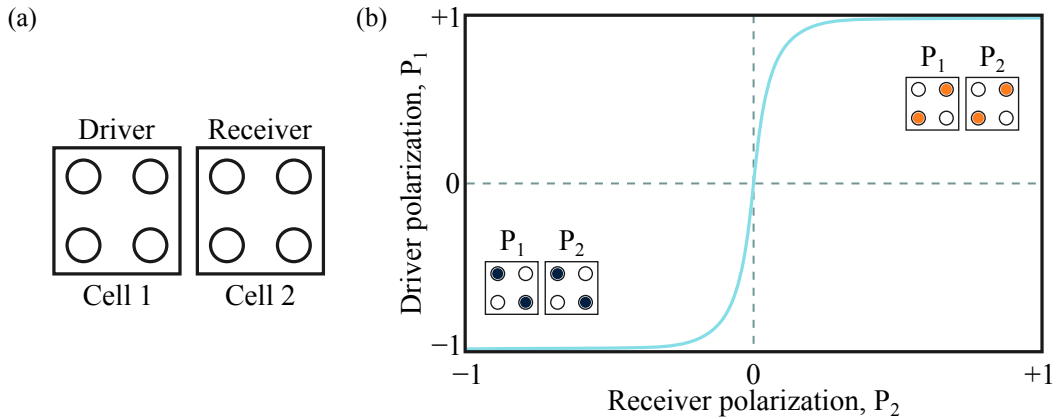 (a)
Driver Receiver
Cell 1 Cell 2
(b)
+1
0
−1
Driver polarization, P₁
P₁ P₂
P₁ P₂
−1 0 +1
Receiver polarization, P₂